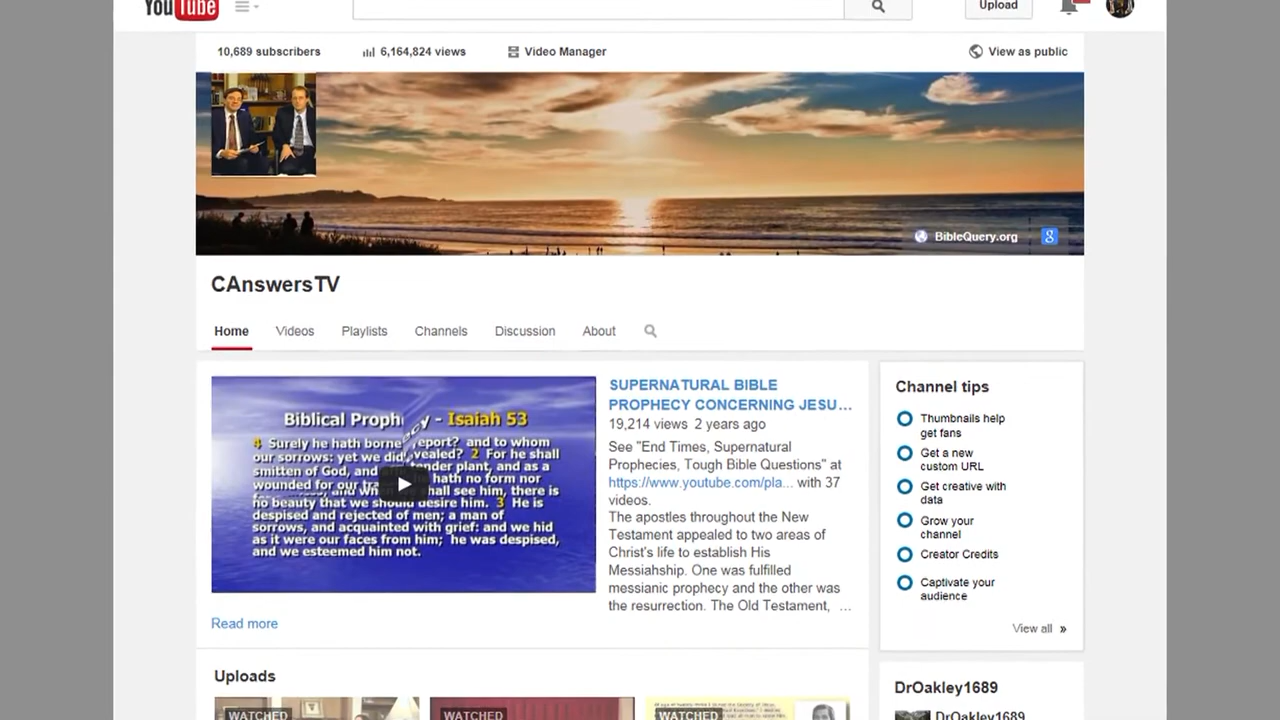 YouTube
Upload
10,689 subscribers
6,164,824 views
Video Manager
View as public
BibleQuery.org
CAnswersTV
Home
Videos
Playlists
Channels
Discussion
About
Biblical Proph cy - Isaiah 53
4 Surely he hath borne eport? and to whom
our sorrows: yet we did vealed? 2 For he shall
smitten of God, and nder plant, and as a
wounded for our tra hath no form nor
and wh hall see him, there is
no beauty that we should desire him. 3 He is
despised and rejected of men; a man of
sorrows, and acquainted with grief: and we hid
as it were our faces from him; he was despised,
and we esteemed him not.
Read more
SUPERNATURAL BIBLE
PROPHECY CONCERNING JESU...
19,214 views 2 years ago
See "End Times, Supernatural
Prophecies, Tough Bible Questions" at
https://www.youtube.com/pla... with 37
videos.
The apostles throughout the New
Testament appealed to two areas of
Christ's life to establish His
Messiahship. One was fulfilled
messianic prophecy and the other was
the resurrection. The Old Testament, ...
Channel tips
Thumbnails help
get fans
Get a new
custom URL
Get creative with
data
Grow your
channel
Creator Credits
Captivate your
audience
View all »
Uploads
WATCHED
WATCHED
WATCHED
DrOakley1689
DrOakley1689